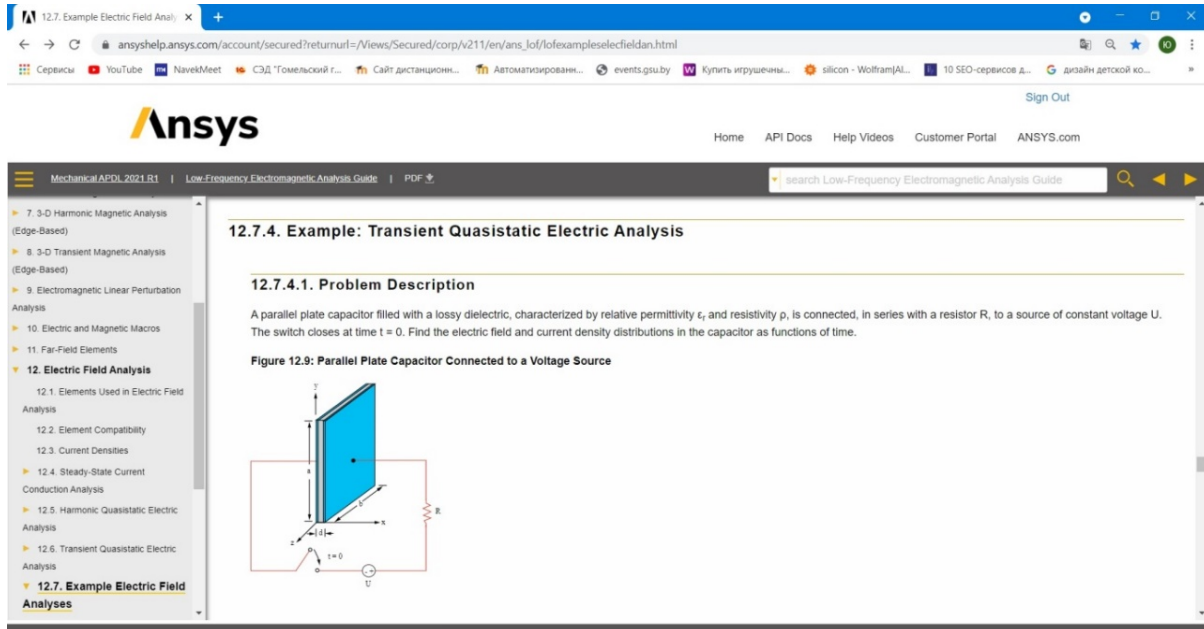 12.7. Example Electric Field Analy
ansyshelp.ansys.com/account/secured?returnurl=/Views/Secured/corp/v211/en/ans_lof/lofexampleselecfieldan.html
Ю
Сервисы YouTube me NavekMeet СЭД "Гомельский г... Сайт дистанционн... Автоматизированн... events.gsu.by W Купить игрушечны... silicon - Wolfram|Al... 10 SEO-сервисов д... дизайн детской ко... »
Sign Out
Ansys
Home API Docs Help Videos Customer Portal ANSYS.com
Mechanical APDL 2021 R1 | Low-Frequency Electromagnetic Analysis Guide | PDF
search Low-Frequency Electromagnetic Analysis Guide
7. 3-D Harmonic Magnetic Analysis
(Edge-Based)
8. 3-D Transient Magnetic Analysis
(Edge-Based)
9. Electromagnetic Linear Perturbation
Analysis
10. Electric and Magnetic Macros
11. Far-Field Elements
12. Electric Field Analysis
12.1. Elements Used in Electric Field
Analysis
12.2. Element Compatibility
12.3. Current Densities
12.4. Steady-State Current
Conduction Analysis
12.5. Harmonic Quasistatic Electric
Analysis
12.6. Transient Quasistatic Electric
Analysis
12.7. Example Electric Field
Analyses
12.7.4. Example: Transient Quasistatic Electric Analysis
12.7.4.1. Problem Description
A parallel plate capacitor filled with a lossy dielectric, characterized by relative permittivity εr and resistivity ρ, is connected, in series with a resistor R, to a source of constant voltage U.
The switch closes at time t = 0. Find the electric field and current density distributions in the capacitor as functions of time.
Figure 12.9: Parallel Plate Capacitor Connected to a Voltage Source
y
a
b
R
x
d
z
t=0
U